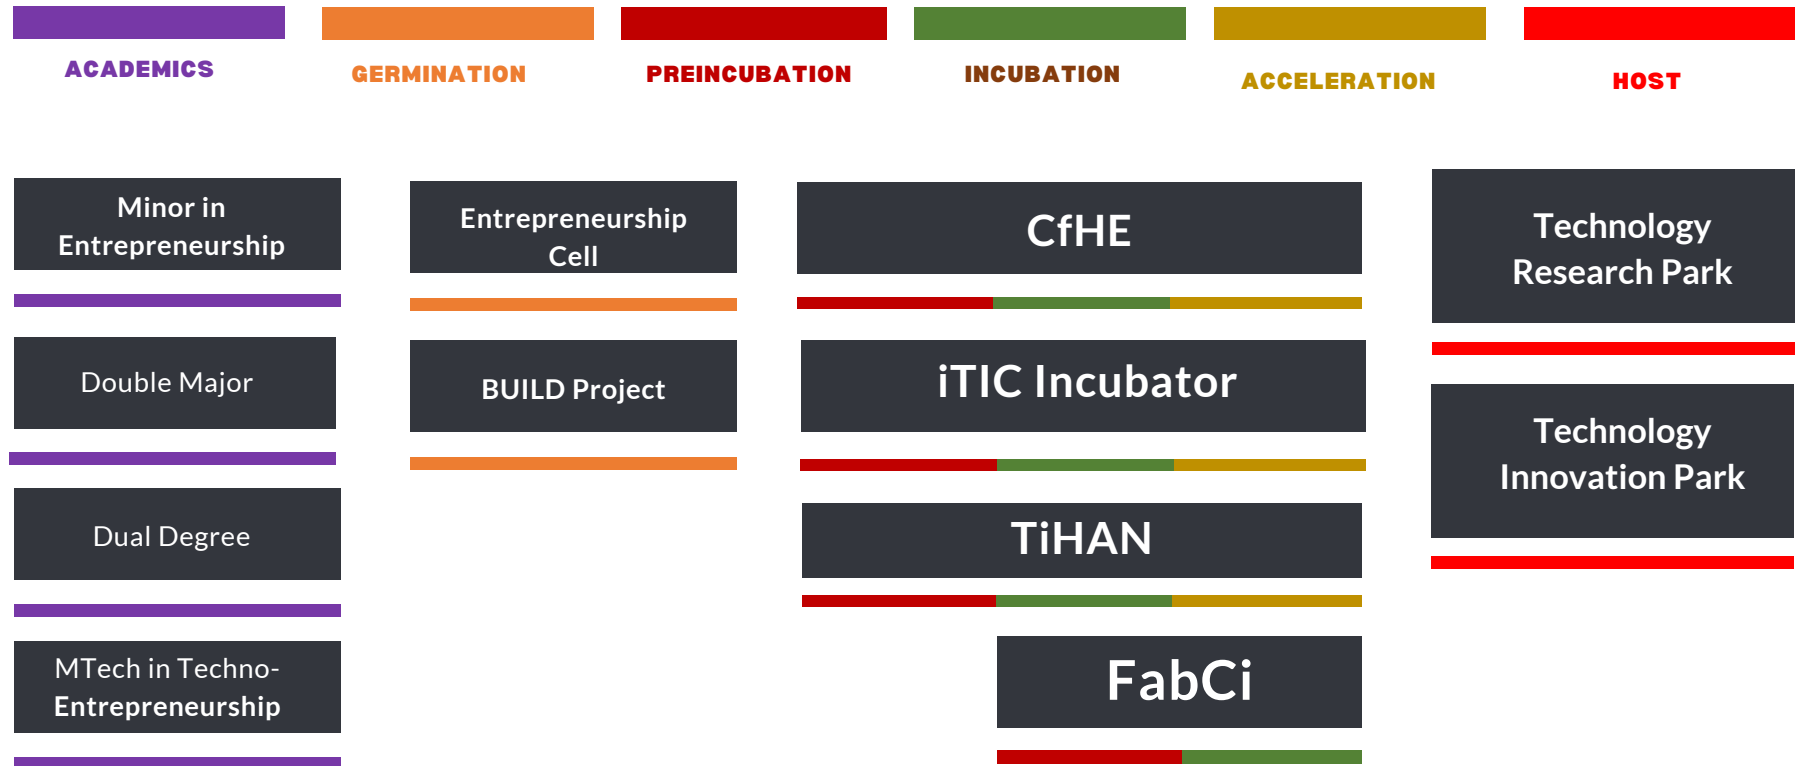 ACADEMICS
GERMINATION
PREINCUBATION
INCUBATION
ACCELERATION
HOST
Minor in
Entrepreneurship
Double Major
Dual Degree
MTech in Techno-
Entrepreneurship
Entrepreneurship
Cell
BUILD Project
CfHE
iTIC Incubator
TiHAN
FabCi
Technology
Research Park
Technology
Innovation Park